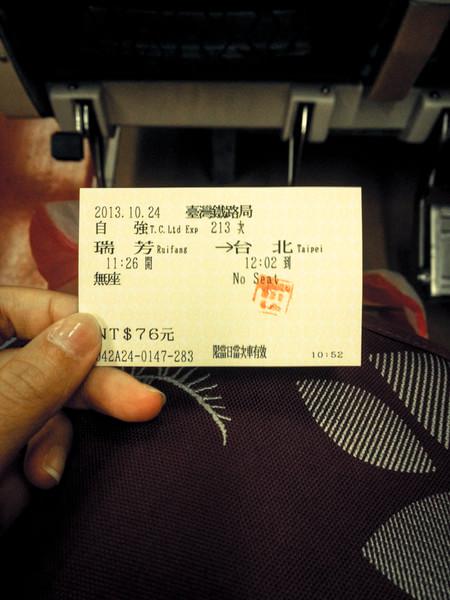 2013.10.24 臺灣鐵路局
自 強 T.C.Ltd Exp 213 次
瑞 芳 Ruifang →台 北 Taipei
11:26 開 12:02 到
無座 No Seat
NT$76元
042A24-0147-283 限當日當次車有效 10:52